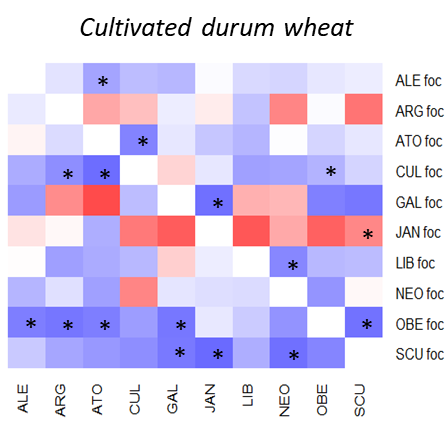 Cultivated durum wheat
* ALE foc
ARG foc
* ATO foc
* * * CUL foc
* GAL foc
* JAN foc
* LIB foc
NEO foc
* * * * * OBE foc
* * * SCU foc
ALE ARG ATO CUL GAL JAN LIB NEO OBE SCU